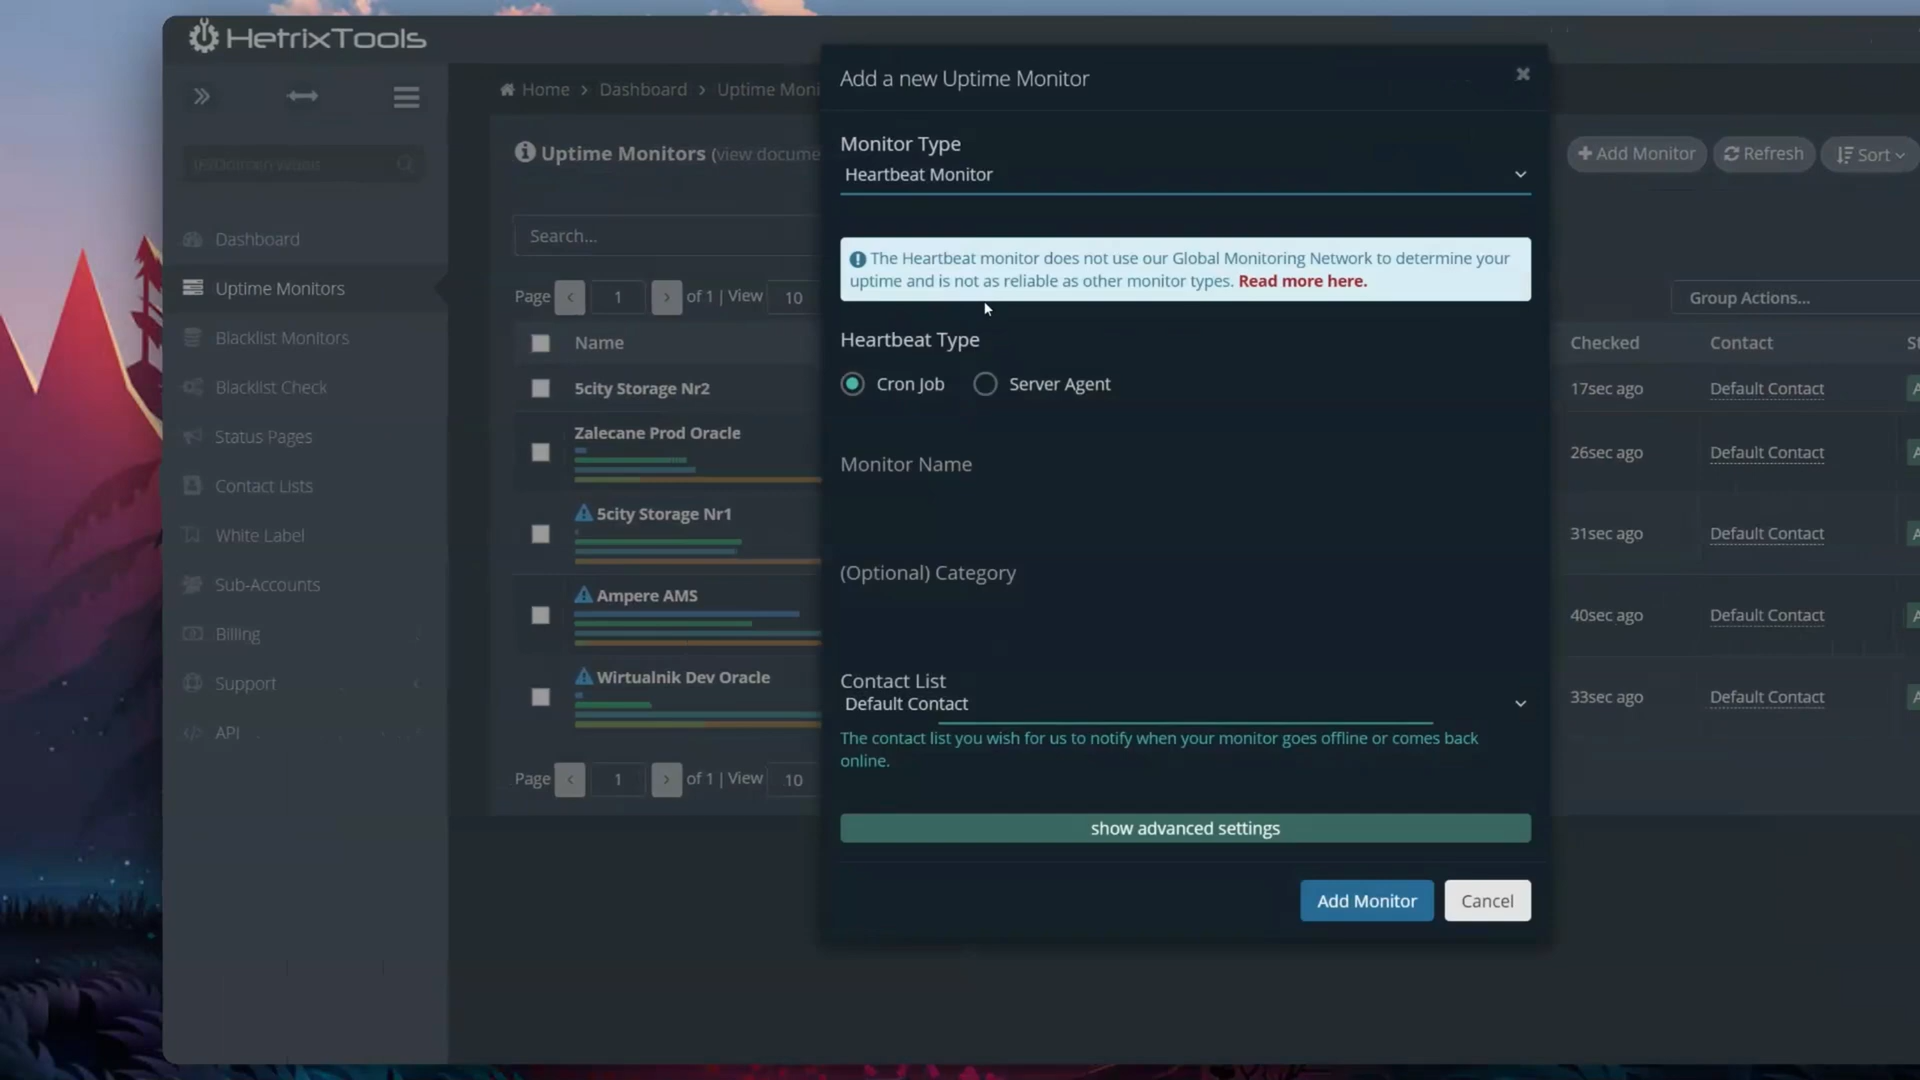 HetrixTools
Home > Dashboard > Uptime Moni
Uptime Monitors (view docume
Dashboard
Uptime Monitors
Blacklist Monitors
Blacklist Check
Status Pages
Contact Lists
White Label
Sub-Accounts
Billing
Support
API
Search...
Page 1 of 1 | View 10
Name
5city Storage Nr2
Zalecane Prod Oracle
5city Storage Nr1
Ampere AMS
Wirtualnik Dev Oracle
Page 1 of 1 | View 10
Add a new Uptime Monitor
Monitor Type
Heartbeat Monitor
The Heartbeat monitor does not use our Global Monitoring Network to determine your
uptime and is not as reliable as other monitor types. Read more here.
Heartbeat Type
Cron Job Server Agent
Monitor Name
(Optional) Category
Contact List
Default Contact
The contact list you wish for us to notify when your monitor goes offline or comes back
online.
show advanced settings
Add Monitor Cancel
Add Monitor Refresh Sort
Group Actions...
Checked Contact St
17sec ago Default Contact A
26sec ago Default Contact A
31sec ago Default Contact A
40sec ago Default Contact A
33sec ago Default Contact A